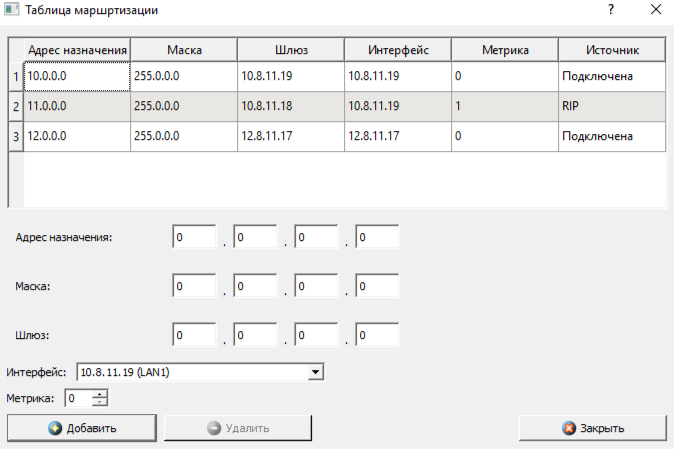 Таблица маршртизации ?
Адрес назначения Маска Шлюз Интерфейс Метрика Источник
1 10.0.0.0 255.0.0.0 10.8.11.19 10.8.11.19 0 Подключена
2 11.0.0.0 255.0.0.0 10.8.11.18 10.8.11.19 1 RIP
3 12.0.0.0 255.0.0.0 12.8.11.17 12.8.11.17 0 Подключена
Адрес назначения: 0 . 0 . 0 . 0
Маска: 0 . 0 . 0 . 0
Шлюз: 0 . 0 . 0 . 0
Интерфейс: 10.8.11.19 (LAN1)
Метрика: 0
Добавить Удалить Закрыть